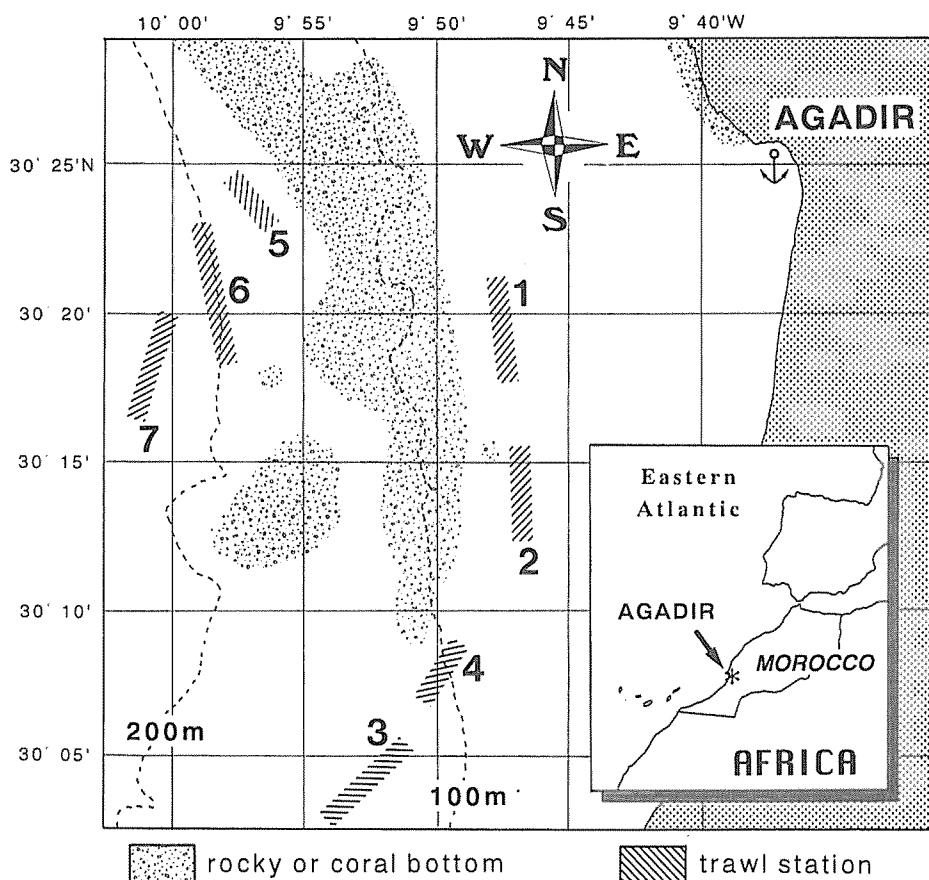 10° 00' 9° 55' 9° 50' 9° 45' 9° 40'W
N
AGADIR
W E
30° 25'N
S
5
1
6
30° 20'
7
30° 15'
Eastern
Atlantic
2
30° 10'
AGADIR
4
MOROCCO
3
200m
30° 05'
AFRICA
100m
rocky or coral bottom trawl station